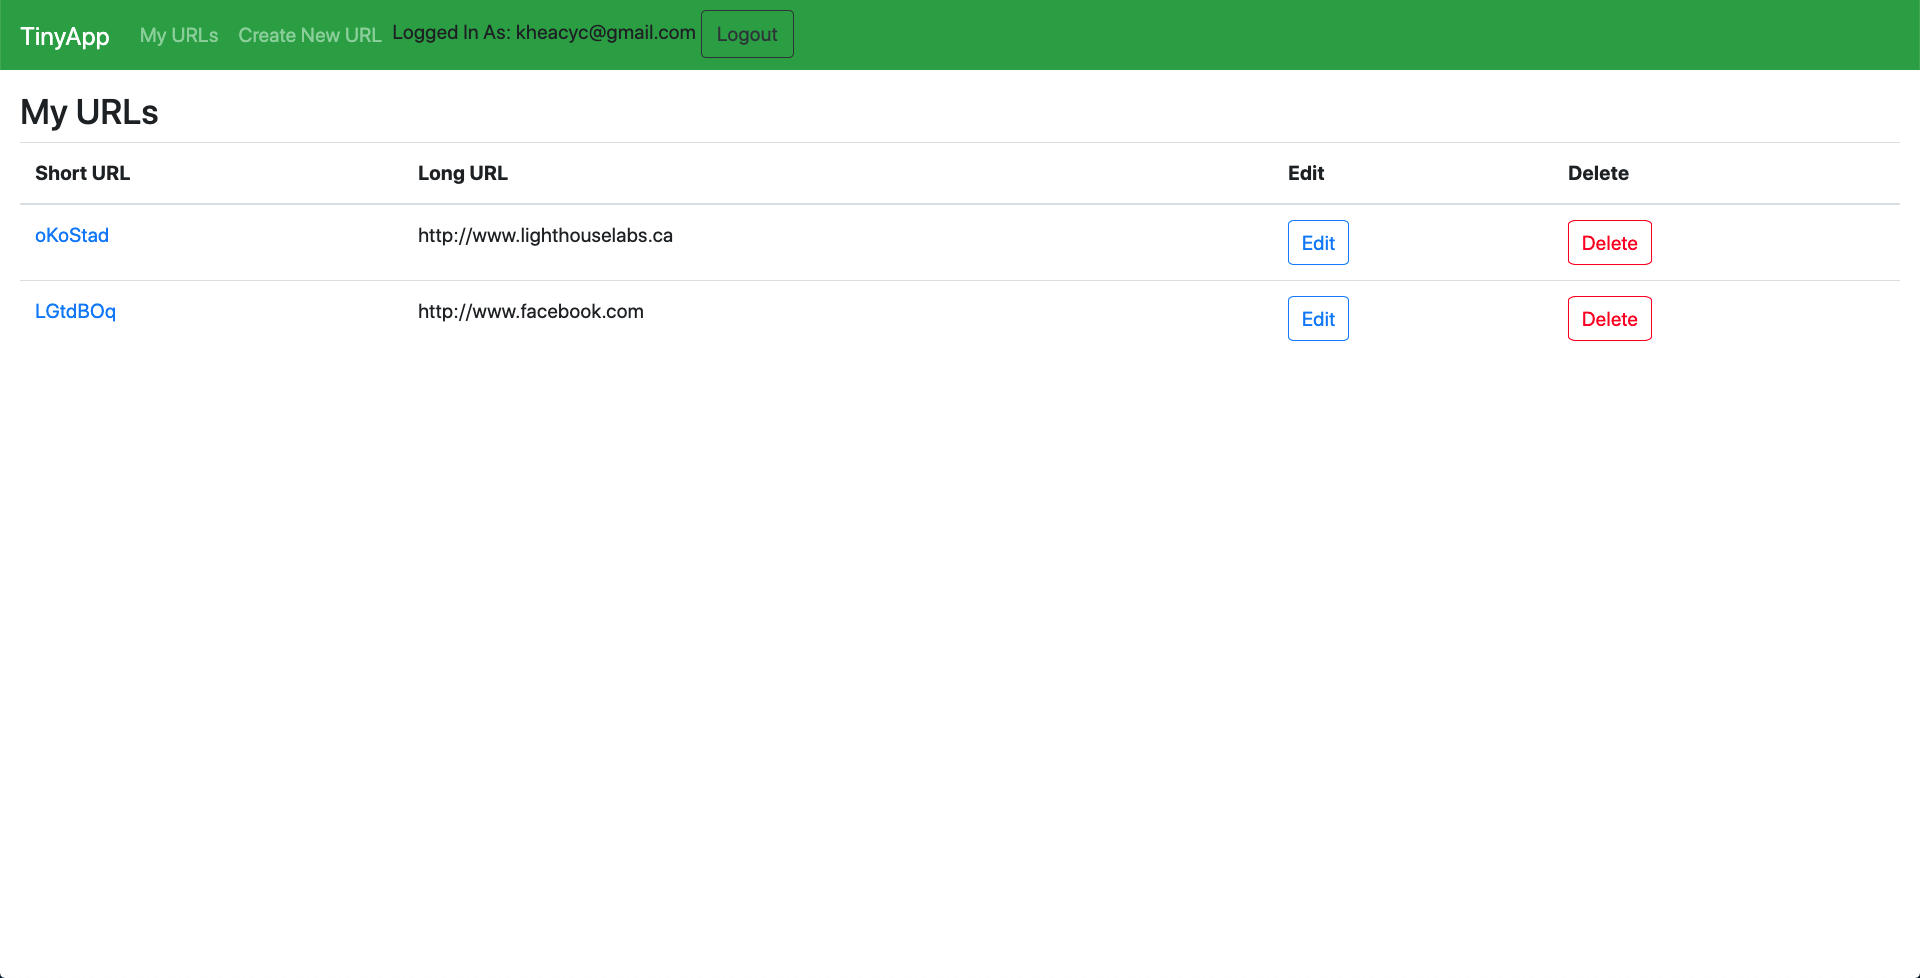 TinyApp My URLs Create New URL Logged In As: kheacyc@gmail.com Logout
My URLs
Short URL Long URL Edit Delete
oKoStad http://www.lighthouselabs.ca Edit Delete
LGtdBOq http://www.facebook.com Edit Delete